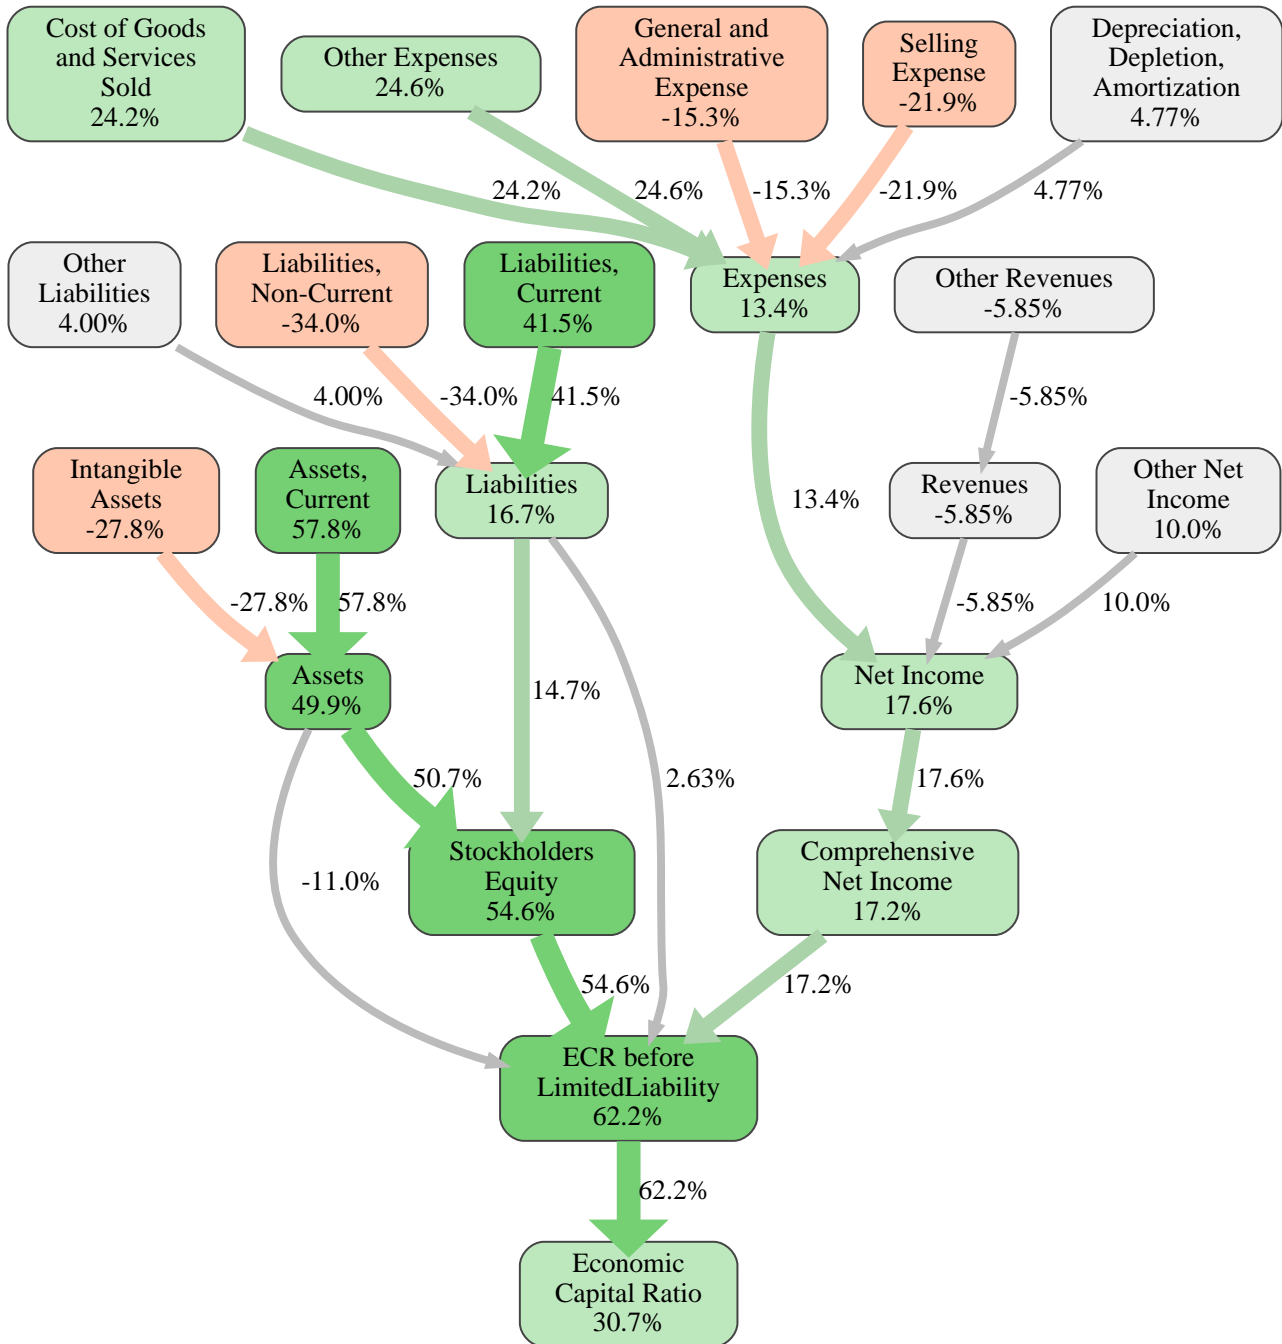 Cost of Goods
and Services
Sold
24.2%
Other Expenses
24.6%
General and
Administrative
Expense
-15.3%
Selling
Expense
-21.9%
Depreciation,
Depletion,
Amortization
4.77%
24.2%
24.6%
-15.3%
-21.9%
4.77%
Other
Liabilities
4.00%
Liabilities,
Non-Current
-34.0%
Liabilities,
Current
41.5%
Expenses
13.4%
Other Revenues
-5.85%
4.00%
-34.0%
41.5%
-5.85%
Intangible
Assets
-27.8%
Assets,
Current
57.8%
Liabilities
16.7%
13.4%
Revenues
-5.85%
Other Net
Income
10.0%
-27.8%
57.8%
-5.85%
10.0%
Assets
49.9%
14.7%
Net Income
17.6%
50.7%
2.63%
17.6%
-11.0%
Stockholders
Equity
54.6%
Comprehensive
Net Income
17.2%
54.6%
17.2%
ECR before
LimitedLiability
62.2%
62.2%
Economic
Capital Ratio
30.7%